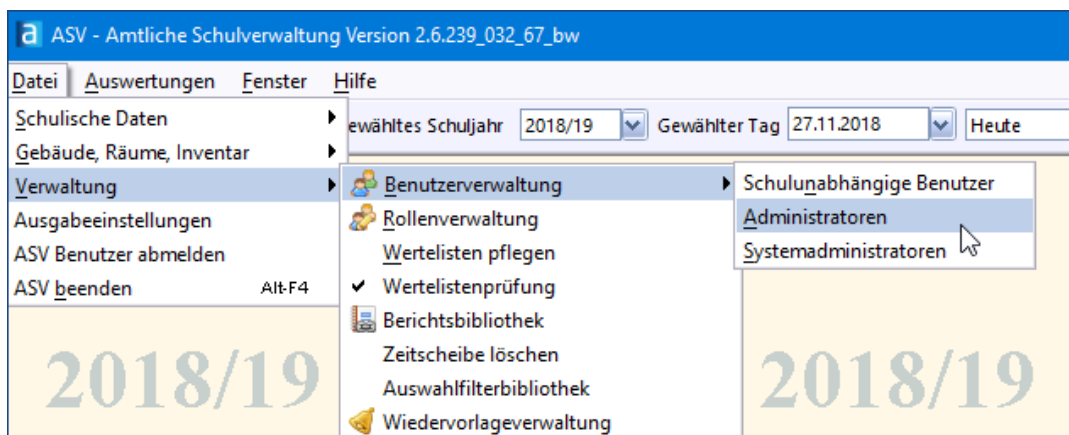 a ASV - Amtliche Schulverwaltung Version 2.6.239_032_67_bw
Datei Auswertungen Fenster Hilfe
ewähltes Schuljahr 2018/19 Gewählter Tag 27.11.2018 Heute
Schulische Daten
Gebäude, Räume, Inventar
Verwaltung
Ausgabeeinstellungen
ASV Benutzer abmelden
ASV beenden Alt-F4
Benutzerverwaltung
Rollenverwaltung
Wertelisten pflegen
Wertelistenprüfung
Berichtsbibliothek
Zeitscheibe löschen
Auswahlfilterbibliothek
Wiedervorlageverwaltung
Schulunabhängige Benutzer
Administratoren
Systemadministratoren
2018/19
2018/19